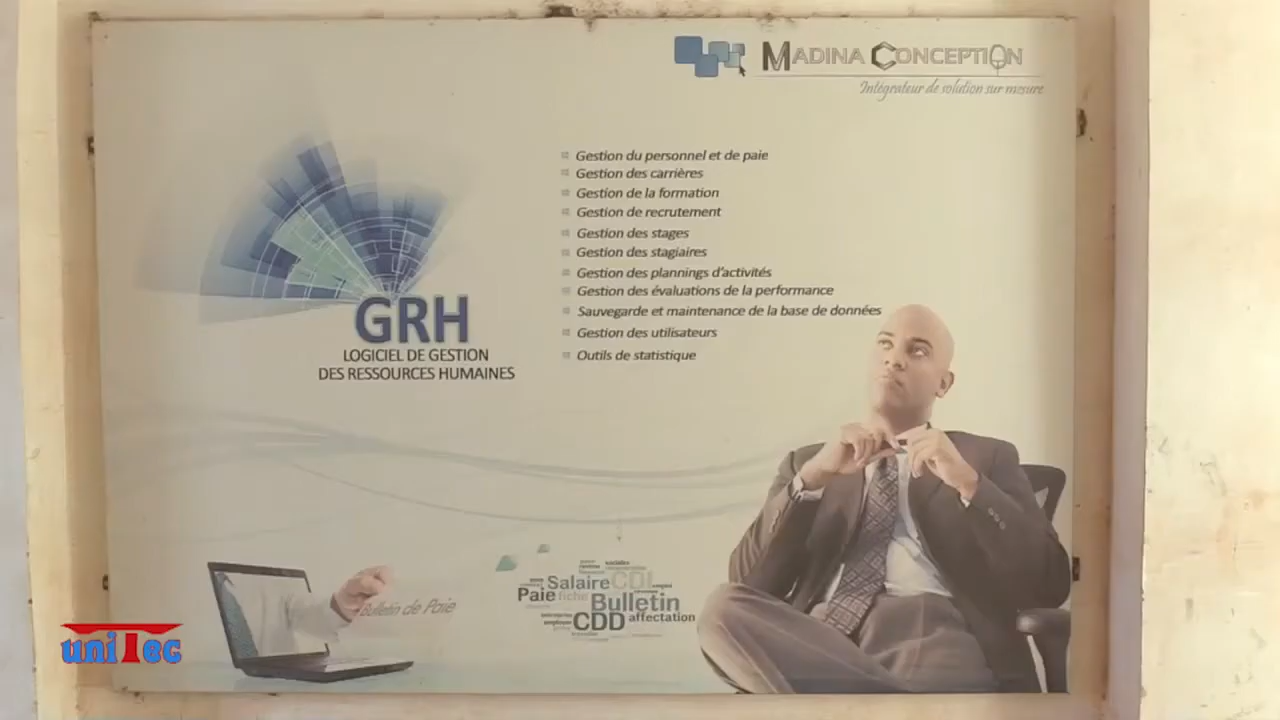 MADINA CONCEPTION
Intégrateur de solution sur mesure
Gestion du personnel et de paie
Gestion des carrières
Gestion de la formation
Gestion de recrutement
Gestion des stages
Gestion des stagiaires
Gestion des plannings d'activités
Gestion des évaluations de la performance
Sauvegarde et maintenance de la base de données
Gestion des utilisateurs
Outils de statistique
GRH
LOGICIEL DE GESTION
DES RESSOURCES HUMAINES
Bulletin de Paie
Salaire CDI
Paie fiche Bulletin
CDD affectation
uniTec